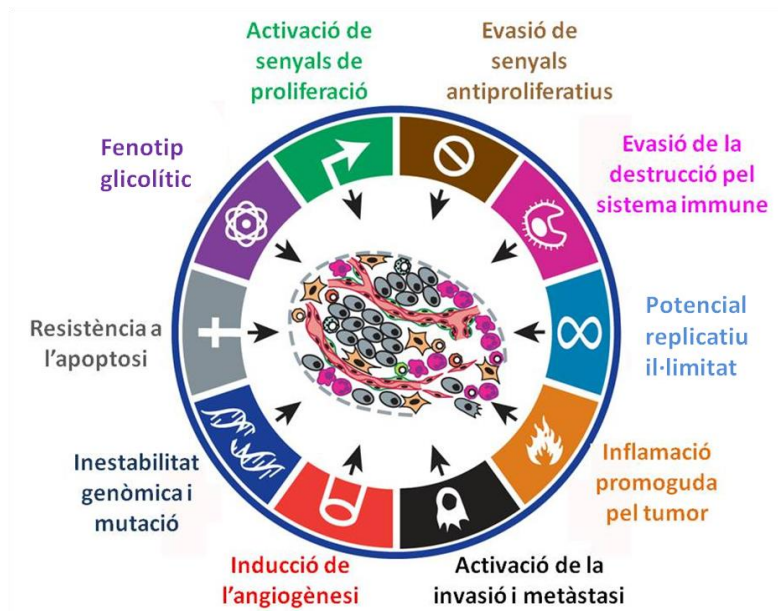 Activació de
senyals de
proliferació
Evasió de
senyals
antiproliferatius
Evasió de la
destrucció pel
sistema immune
Potencial
replicatiu
il·limitat
Inflamació
promoguda
pel tumor
Activació de la
invasió i metàstasi
Inducció de
l’angiogènesi
Inestabilitat
genòmica i
mutació
Resistència a
l’apoptosi
Fenotip
glicolític